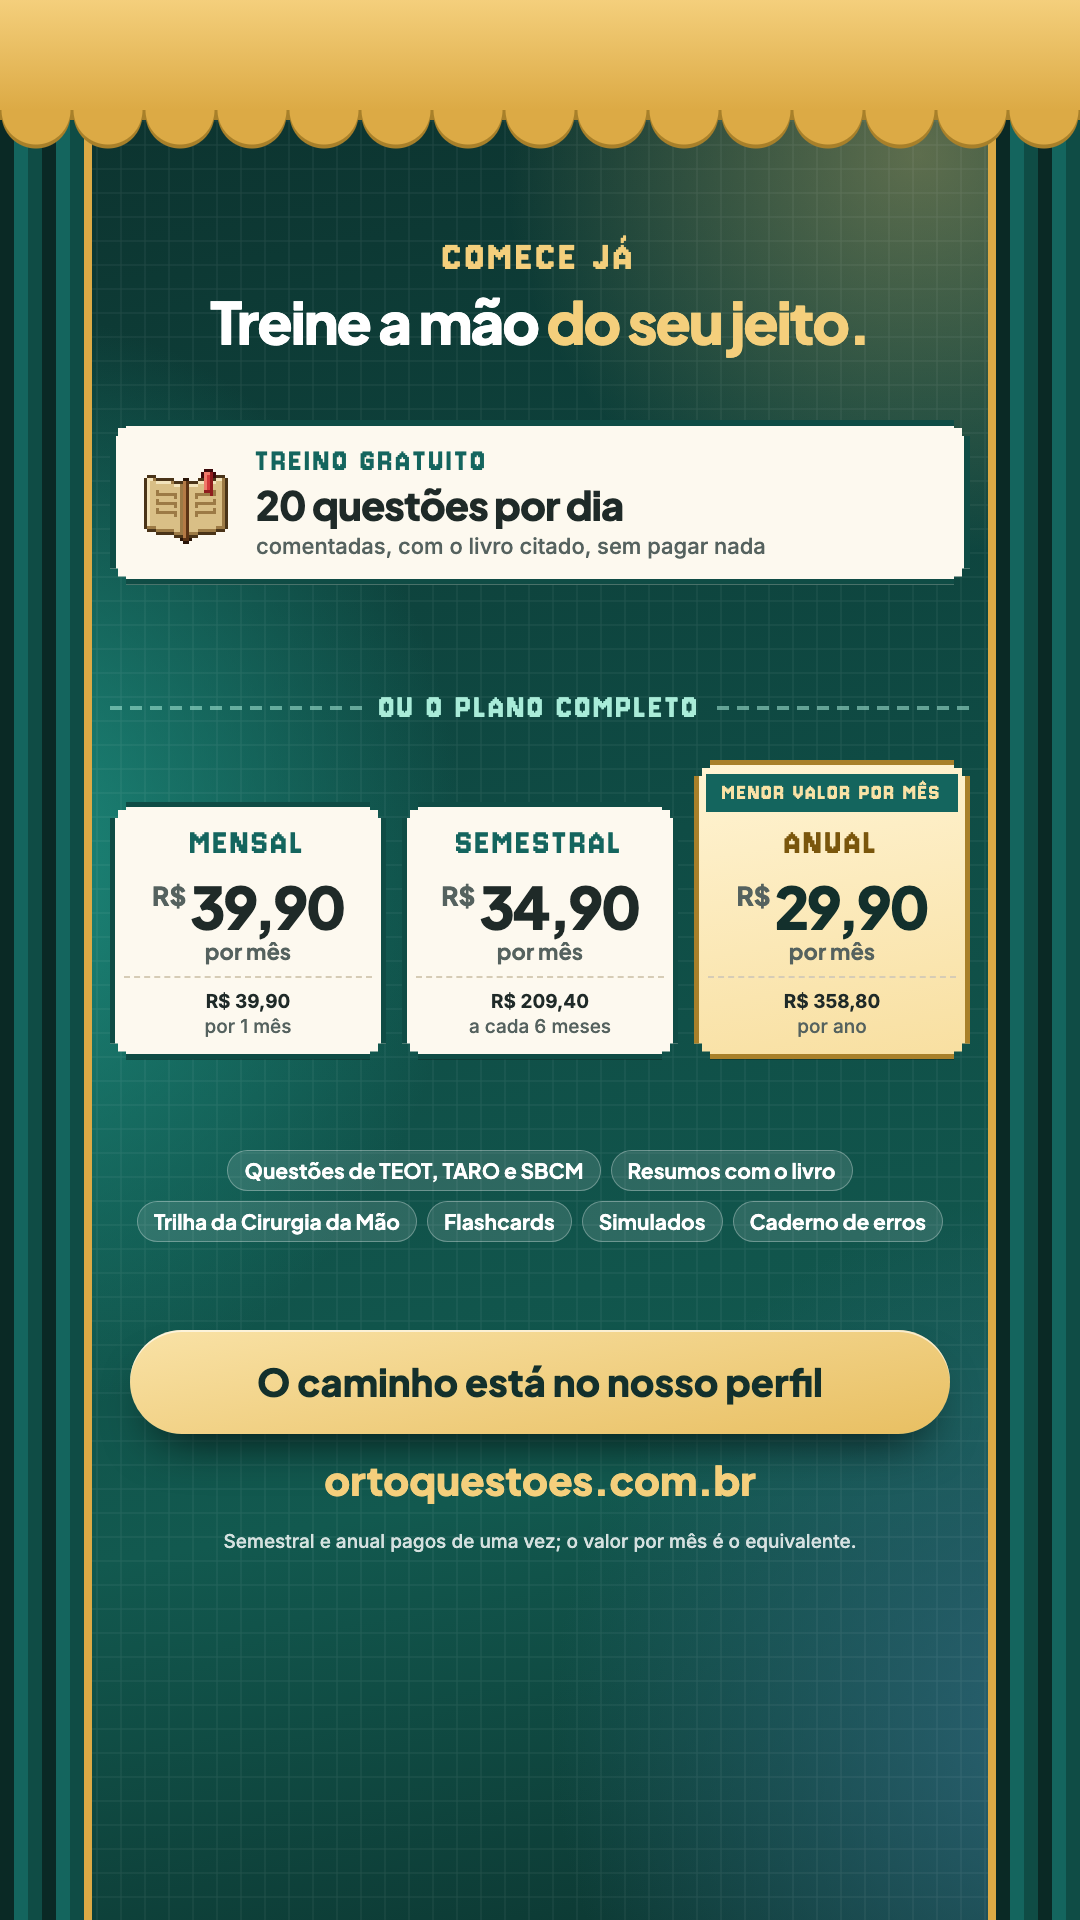 COMECE JÁ
Treine a mão do seu jeito.
TREINO GRATUITO
20 questões por dia
comentadas, com o livro citado, sem pagar nada
OU O PLANO COMPLETO
MENSAL
R$ 39,90
por mês
R$ 39,90
por 1 mês
SEMESTRAL
R$ 34,90
por mês
R$ 209,40
a cada 6 meses
MENOR VALOR POR MÊS
ANUAL
R$ 29,90
por mês
R$ 358,80
por ano
Questões de TEOT, TARO e SBCM
Resumos com o livro
Trilha da Cirurgia da Mão
Flashcards
Simulados
Caderno de erros
O caminho está no nosso perfil
ortoquestoes.com.br
Semestral e anual pagos de uma vez; o valor por mês é o equivalente.